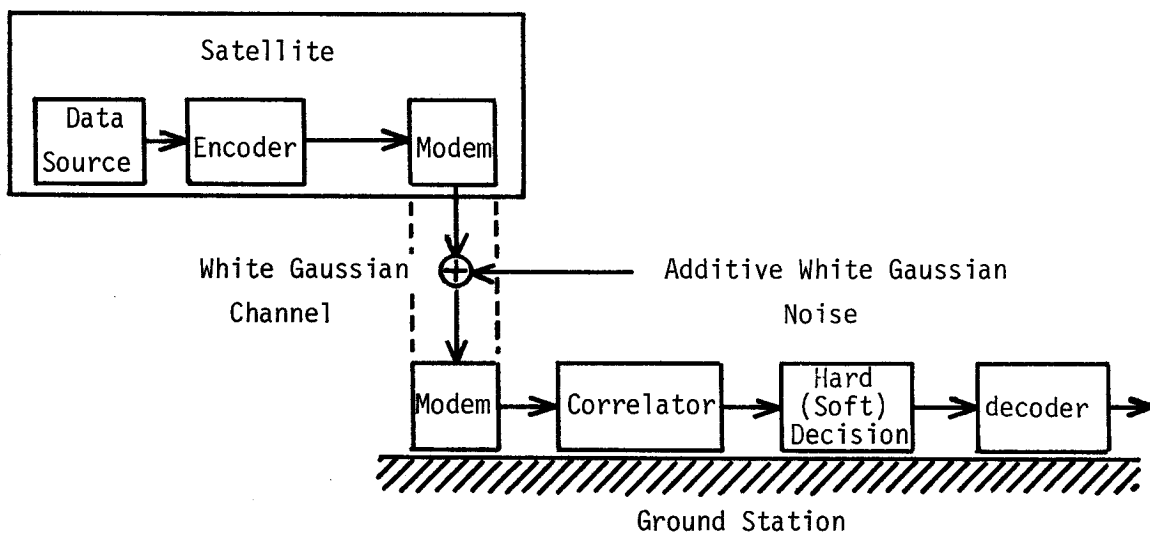 Satellite
Data
Source
Encoder
Modem
White Gaussian
Channel
Additive White Gaussian
Noise
Modem
Correlator
Hard
(Soft)
Decision
decoder
Ground Station